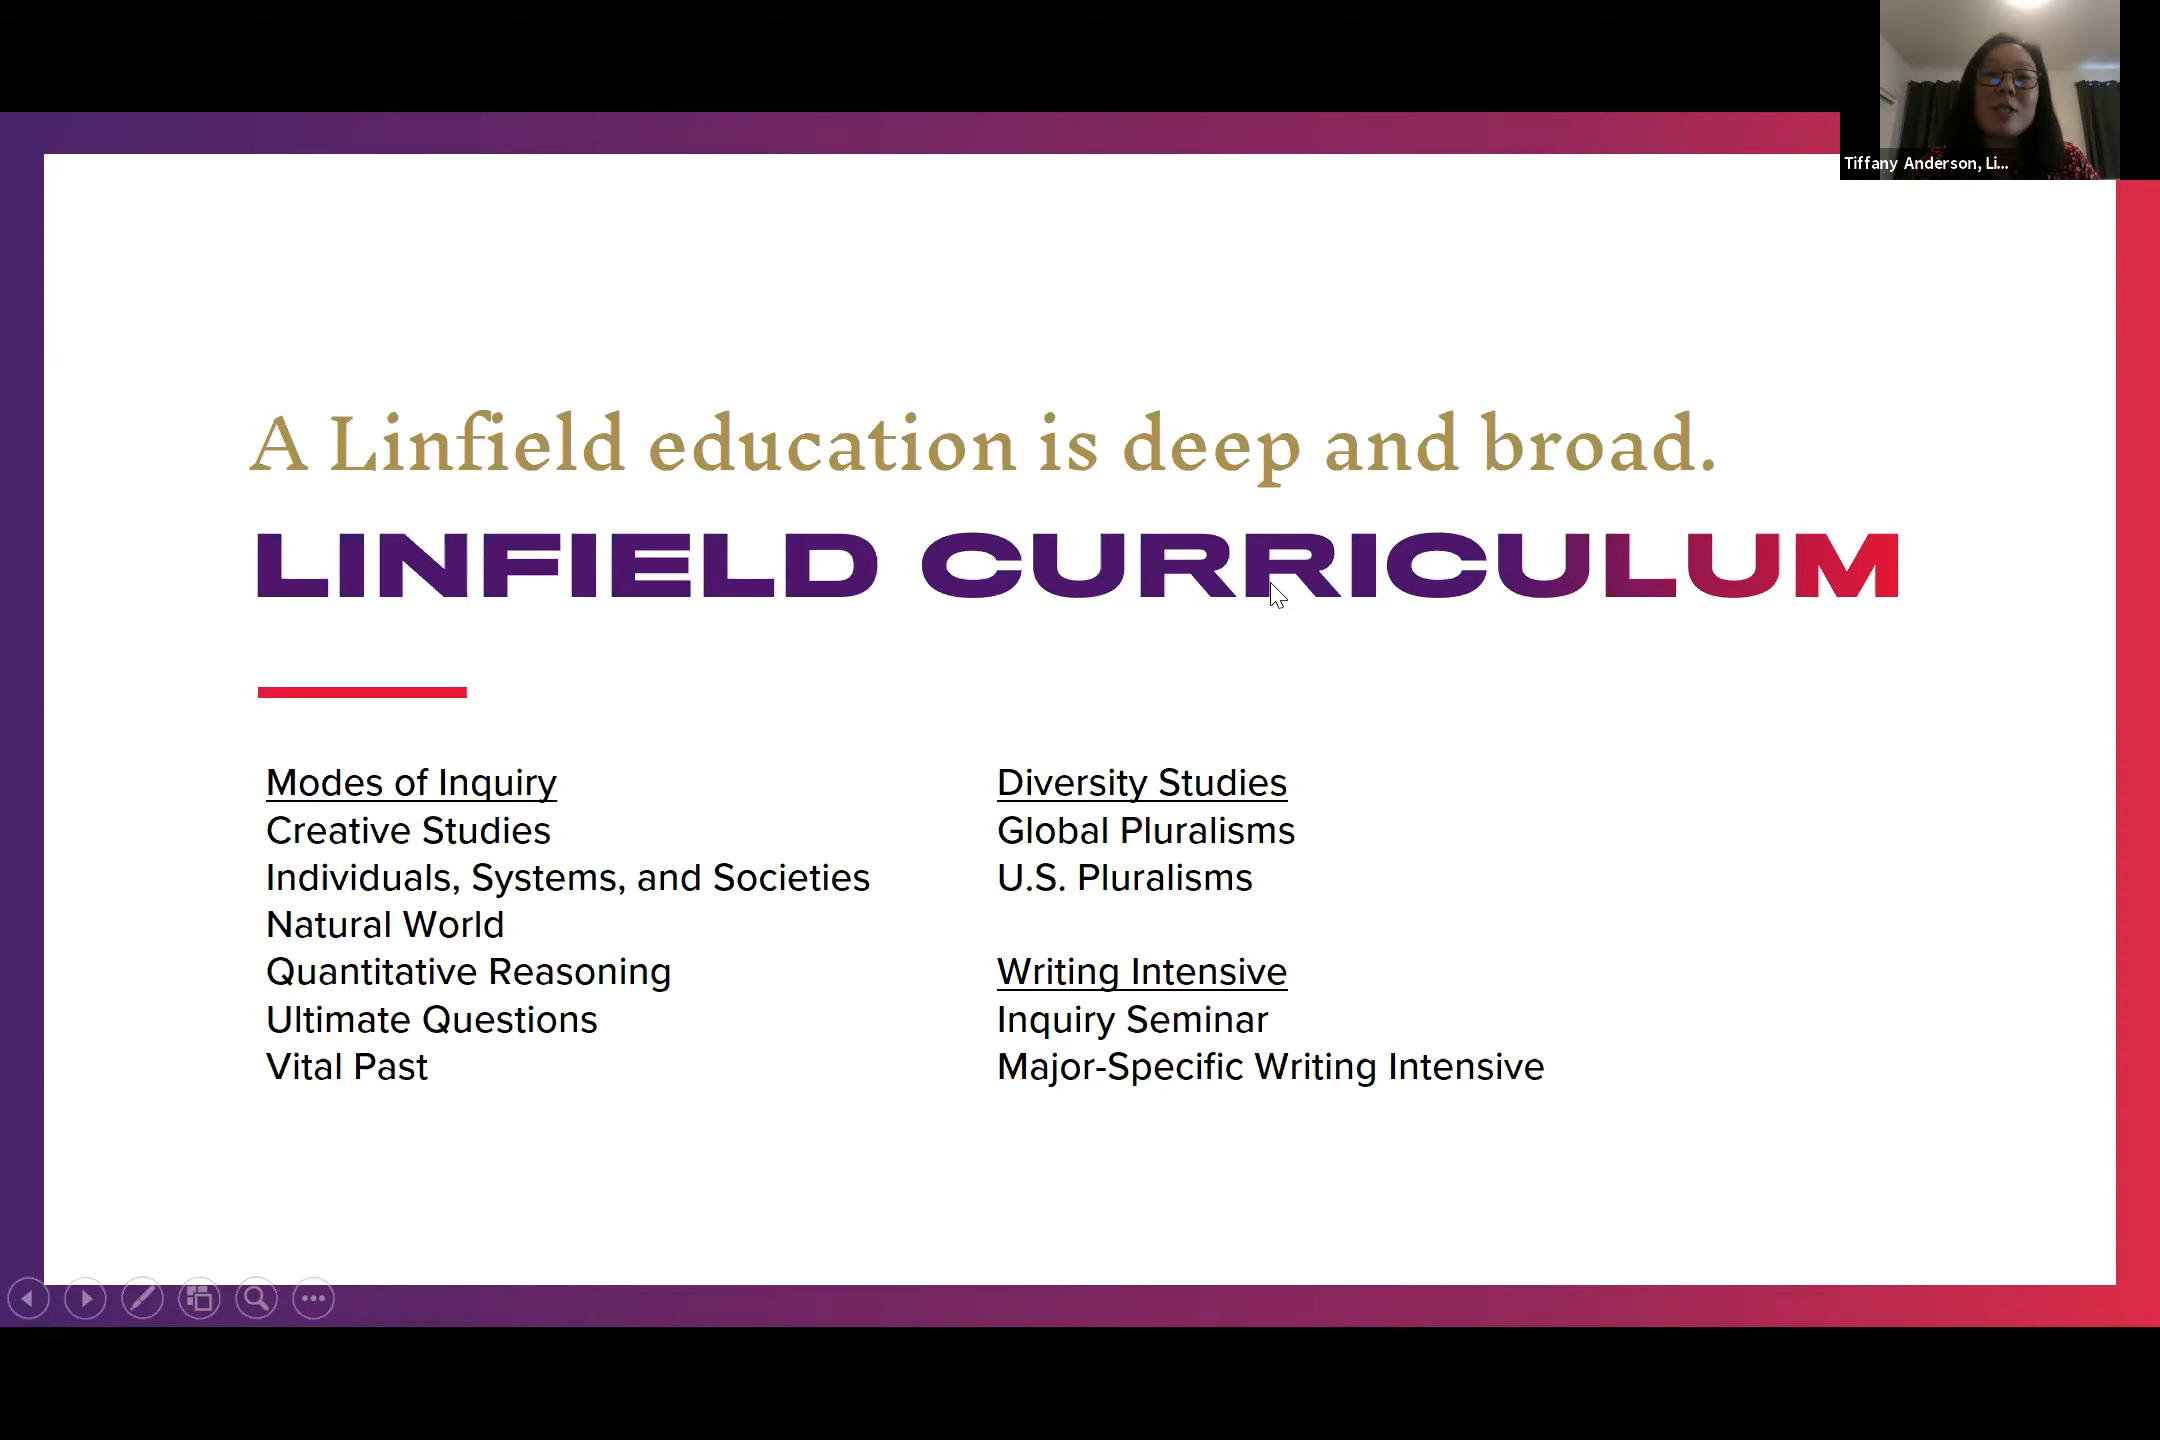 Tiffany Anderson, Li...
A Linfield education is deep and broad.
LINFIELD CURRICULUM
Modes of Inquiry
Creative Studies
Individuals, Systems, and Societies
Natural World
Quantitative Reasoning
Ultimate Questions
Vital Past
Diversity Studies
Global Pluralisms
U.S. Pluralisms
Writing Intensive
Inquiry Seminar
Major-Specific Writing Intensive